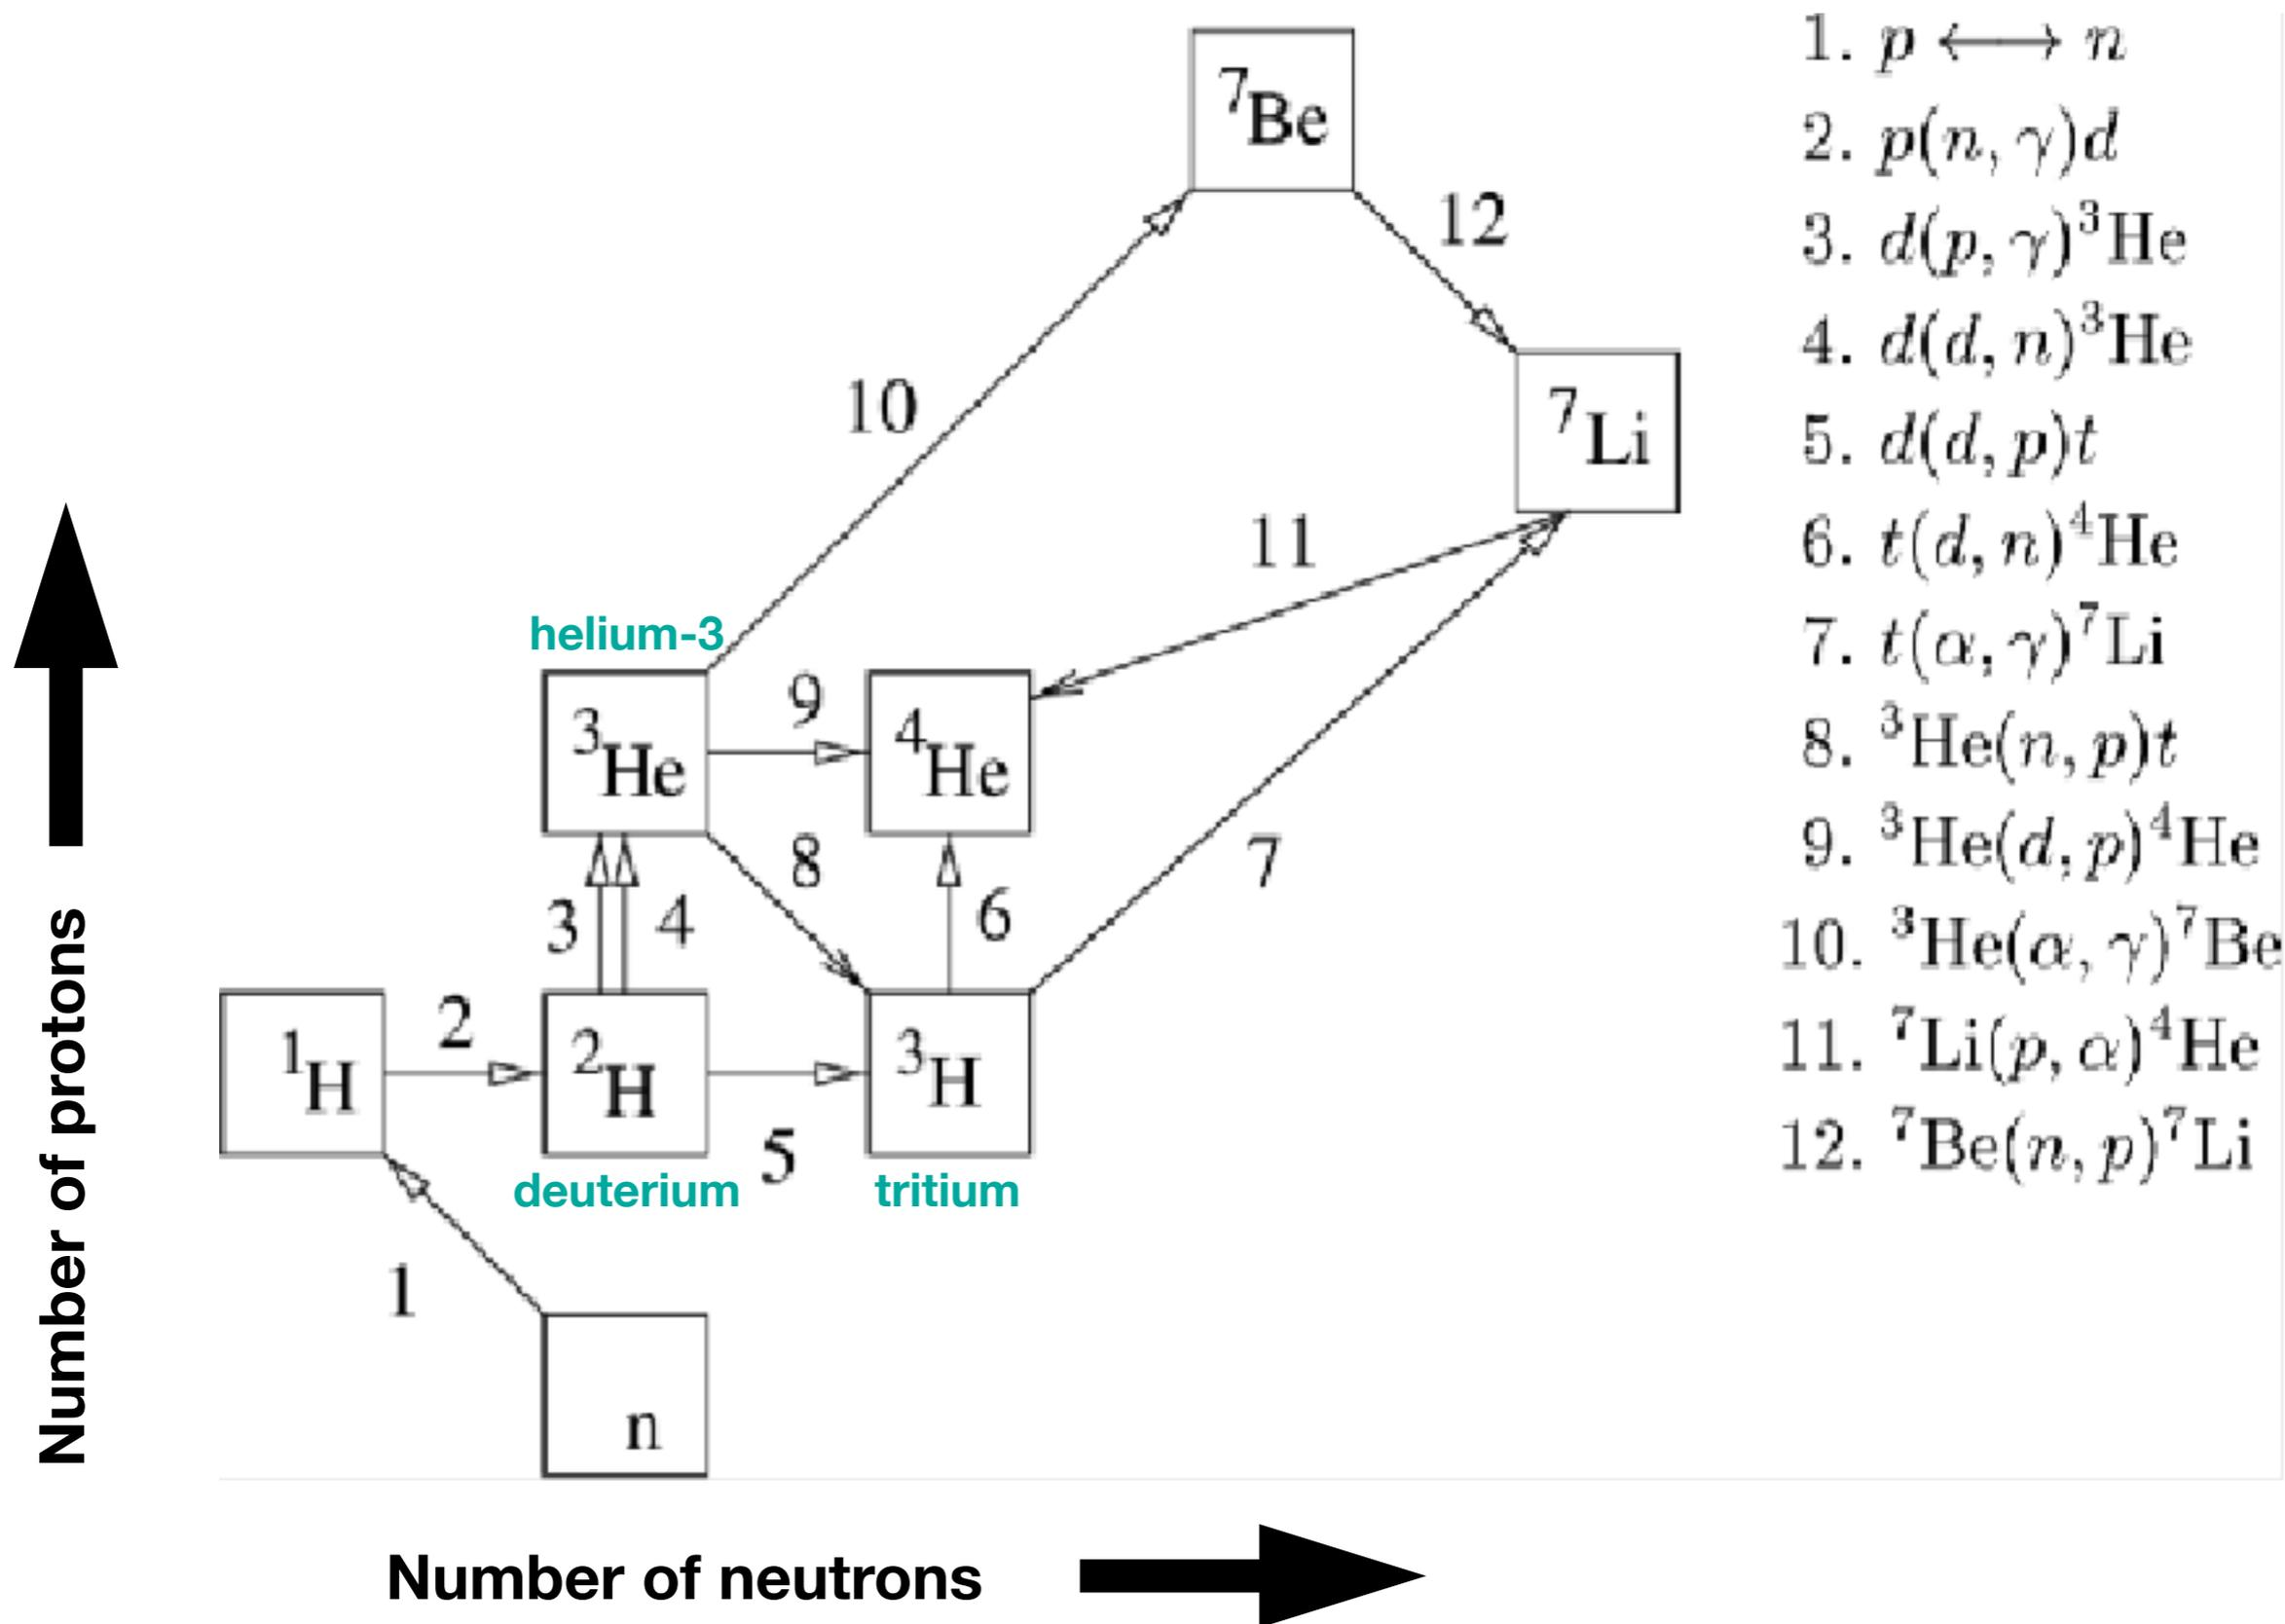 ⁷Be
12
⁷Li
10
11
helium-3
³He
9
⁴He
8
7
3
4
6
¹H
2
²H
³H
5
deuterium
tritium
1
n
Number of protons
Number of neutrons
1. p ⟷ n
2. p(n, γ)d
3. d(p, γ)³He
4. d(d, n)³He
5. d(d, p)t
6. t(d, n)⁴He
7. t(α, γ)⁷Li
8. ³He(n, p)t
9. ³He(d, p)⁴He
10. ³He(α, γ)⁷Be
11. ⁷Li(p, α)⁴He
12. ⁷Be(n, p)⁷Li